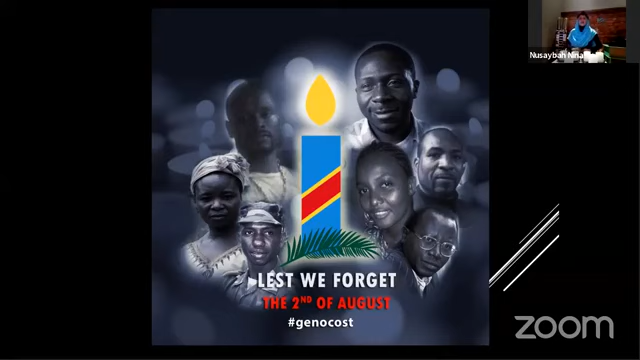 Nusaybah Nina
LEST WE FORGET
THE 2ND OF AUGUST
#genocost
zoom